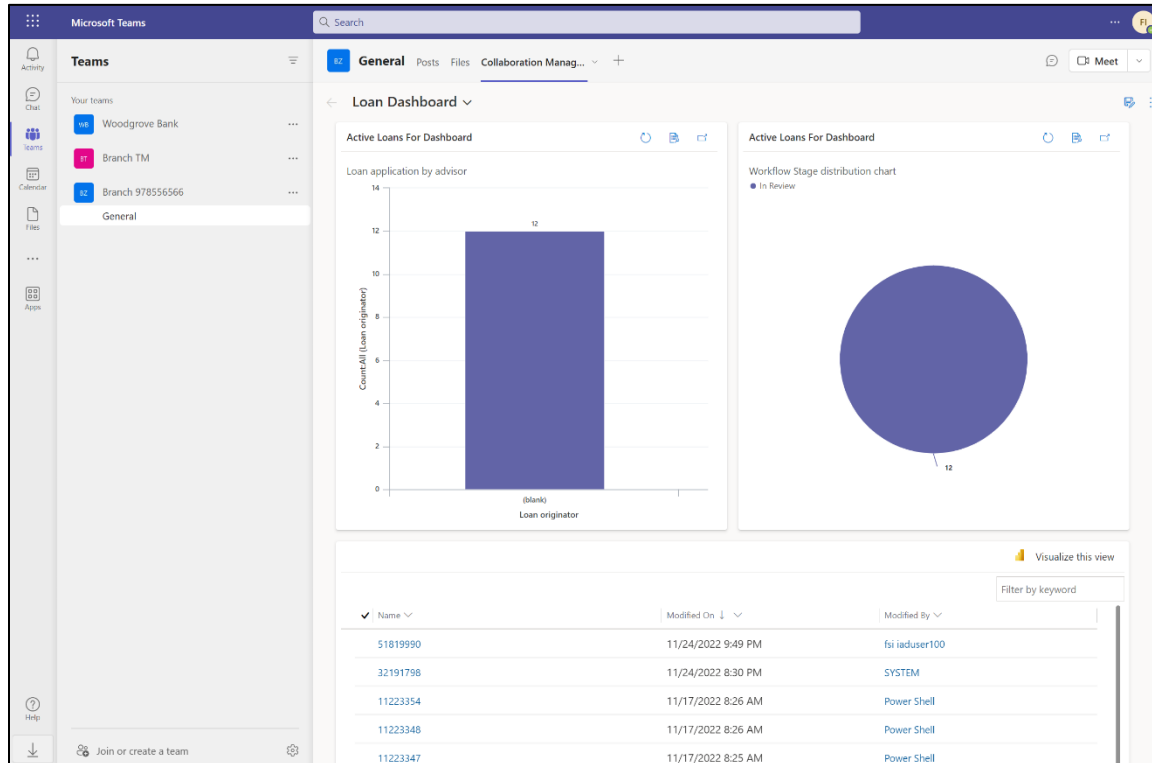 Microsoft Teams
Search
FI
Activity
Chat
Teams
Calendar
Files
Apps
Help
Teams
Your teams
WB Woodgrove Bank
BT Branch TM
BZ Branch 978556566
General
Join or create a team
BZ General Posts Files Collaboration Manag...
Meet
Loan Dashboard
Active Loans For Dashboard
Loan application by advisor
14
12
12
10
8
6
4
2
0
Count:All (Loan originator)
(blank)
Loan originator
Active Loans For Dashboard
Workflow Stage distribution chart
In Review
12
Visualize this view
Filter by keyword
Name Modified On Modified By
51819990 11/24/2022 9:49 PM fsi iaduser100
32191798 11/24/2022 8:30 PM SYSTEM
11223354 11/17/2022 8:26 AM Power Shell
11223348 11/17/2022 8:26 AM Power Shell
11223347 11/17/2022 8:25 AM Power Shell